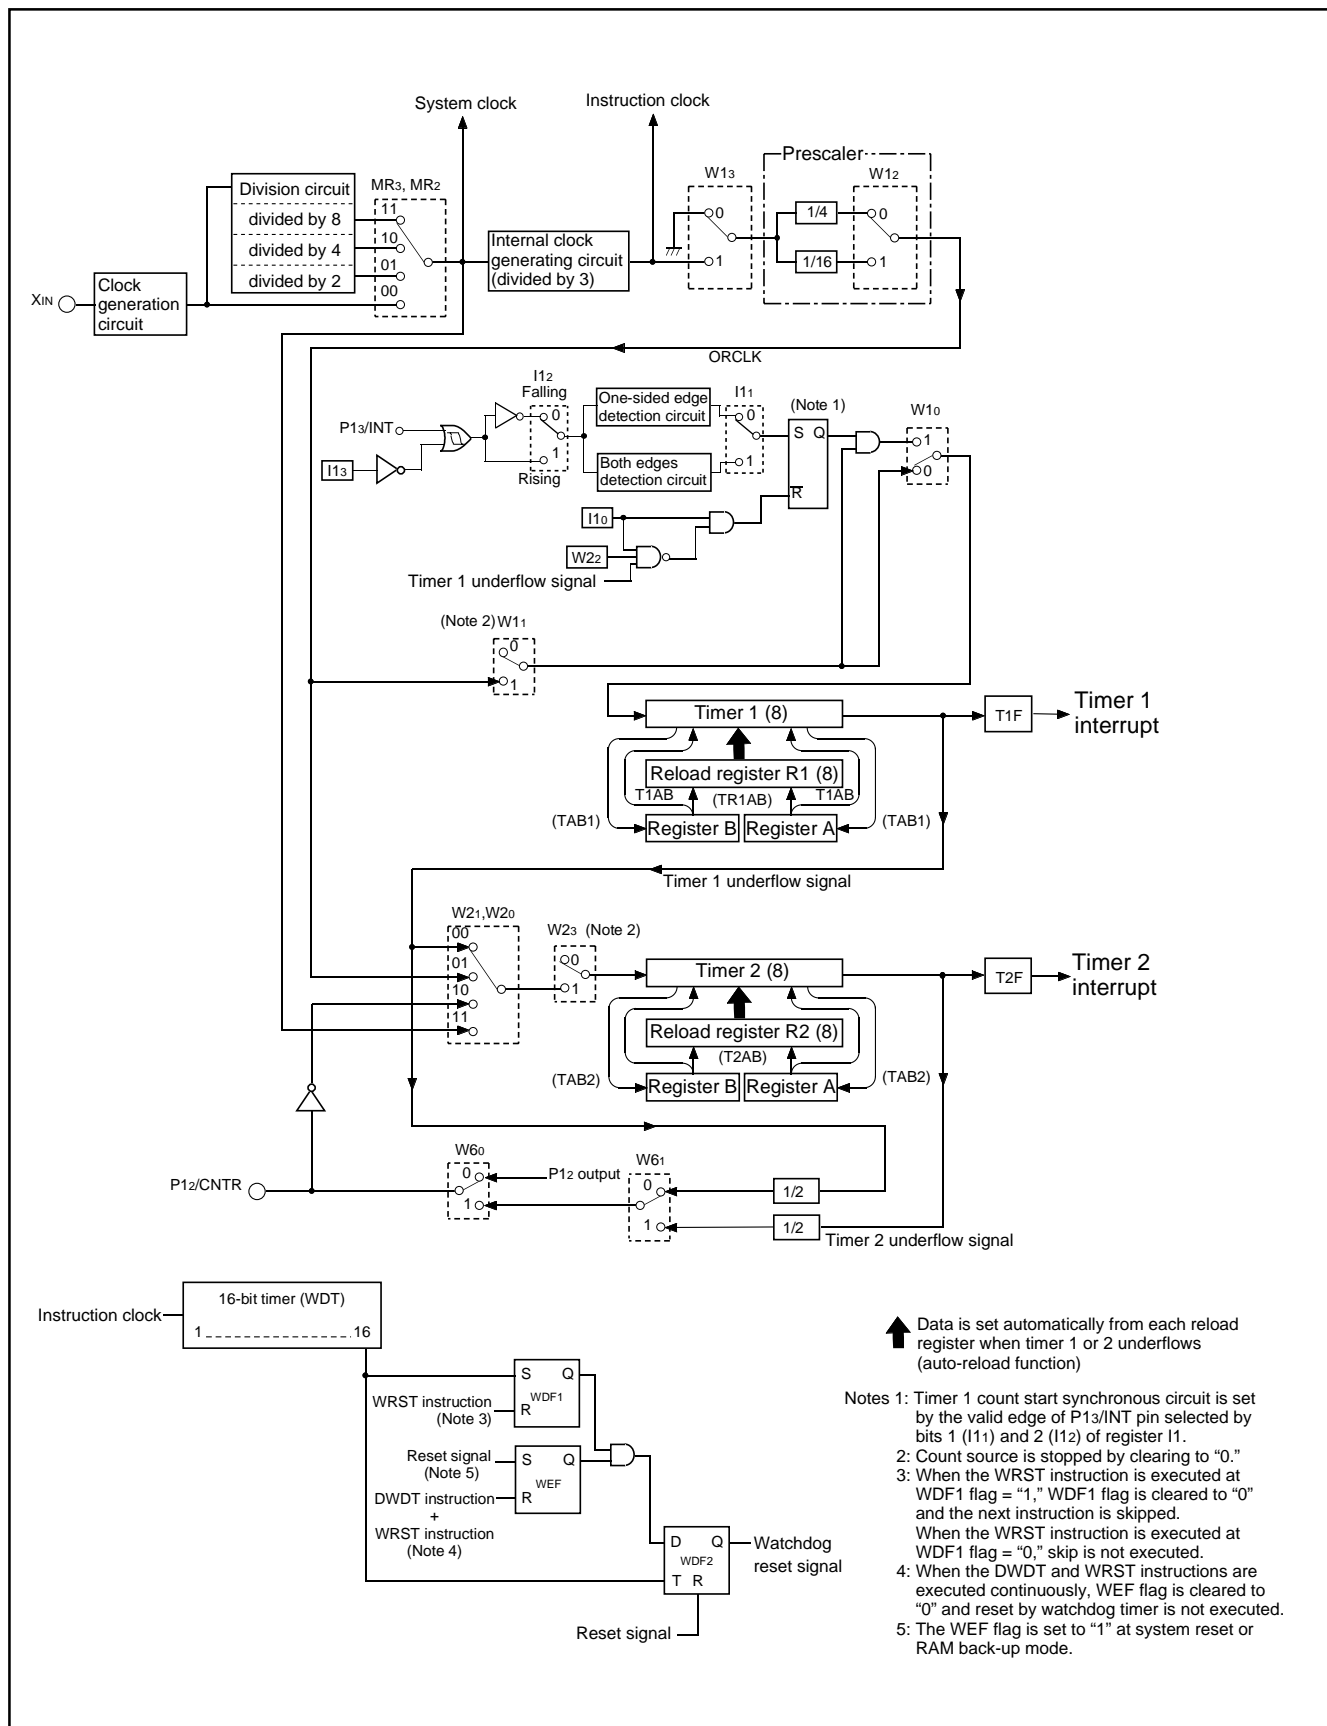 System clock
Instruction clock
Prescaler
Division circuit
divided by 8
divided by 4
divided by 2
MR3, MR2
11
10
01
00
Internal clock
generating circuit
(divided by 3)
W13
0
1
1/4
1/16
W12
0
1
XIN
Clock
generation
circuit
ORCLK
I12
Falling
0
1
Rising
One-sided edge
detection circuit
Both edges
detection circuit
I11
0
1
(Note 1)
S Q
R
W10
1
0
P13/INT
I13
I10
W22
Timer 1 underflow signal
(Note 2) W11
0
1
Timer 1 (8)
T1F
Timer 1
interrupt
Reload register R1 (8)
T1AB
(TR1AB)
T1AB
(TAB1)
Register B
Register A
(TAB1)
Timer 1 underflow signal
W21,W20
00
01
10
11
W23 (Note 2)
0
1
Timer 2 (8)
T2F
Timer 2
interrupt
Reload register R2 (8)
(T2AB)
(TAB2)
Register B
Register A
(TAB2)
P12/CNTR
W60
0
1
P12 output
W61
0
1
1/2
1/2
Timer 2 underflow signal
Instruction clock
16-bit timer (WDT)
1 16
S Q
WDF1
R
WRST instruction
(Note 3)
Reset signal
(Note 5)
S Q
WEF
R
DWDT instruction
+
WRST instruction
(Note 4)
D Q
WDF2
T R
Watchdog
reset signal
Reset signal
Data is set automatically from each reload
register when timer 1 or 2 underflows
(auto-reload function)
Notes 1: Timer 1 count start synchronous circuit is set
by the valid edge of P13/INT pin selected by
bits 1 (I11) and 2 (I12) of register I1.
2: Count source is stopped by clearing to “0.”
3: When the WRST instruction is executed at
WDF1 flag = “1,” WDF1 flag is cleared to “0”
and the next instruction is skipped.
When the WRST instruction is executed at
WDF1 flag = “0,” skip is not executed.
4: When the DWDT and WRST instructions are
executed continuously, WEF flag is cleared to
“0” and reset by watchdog timer is not executed.
5: The WEF flag is set to “1” at system reset or
RAM back-up mode.